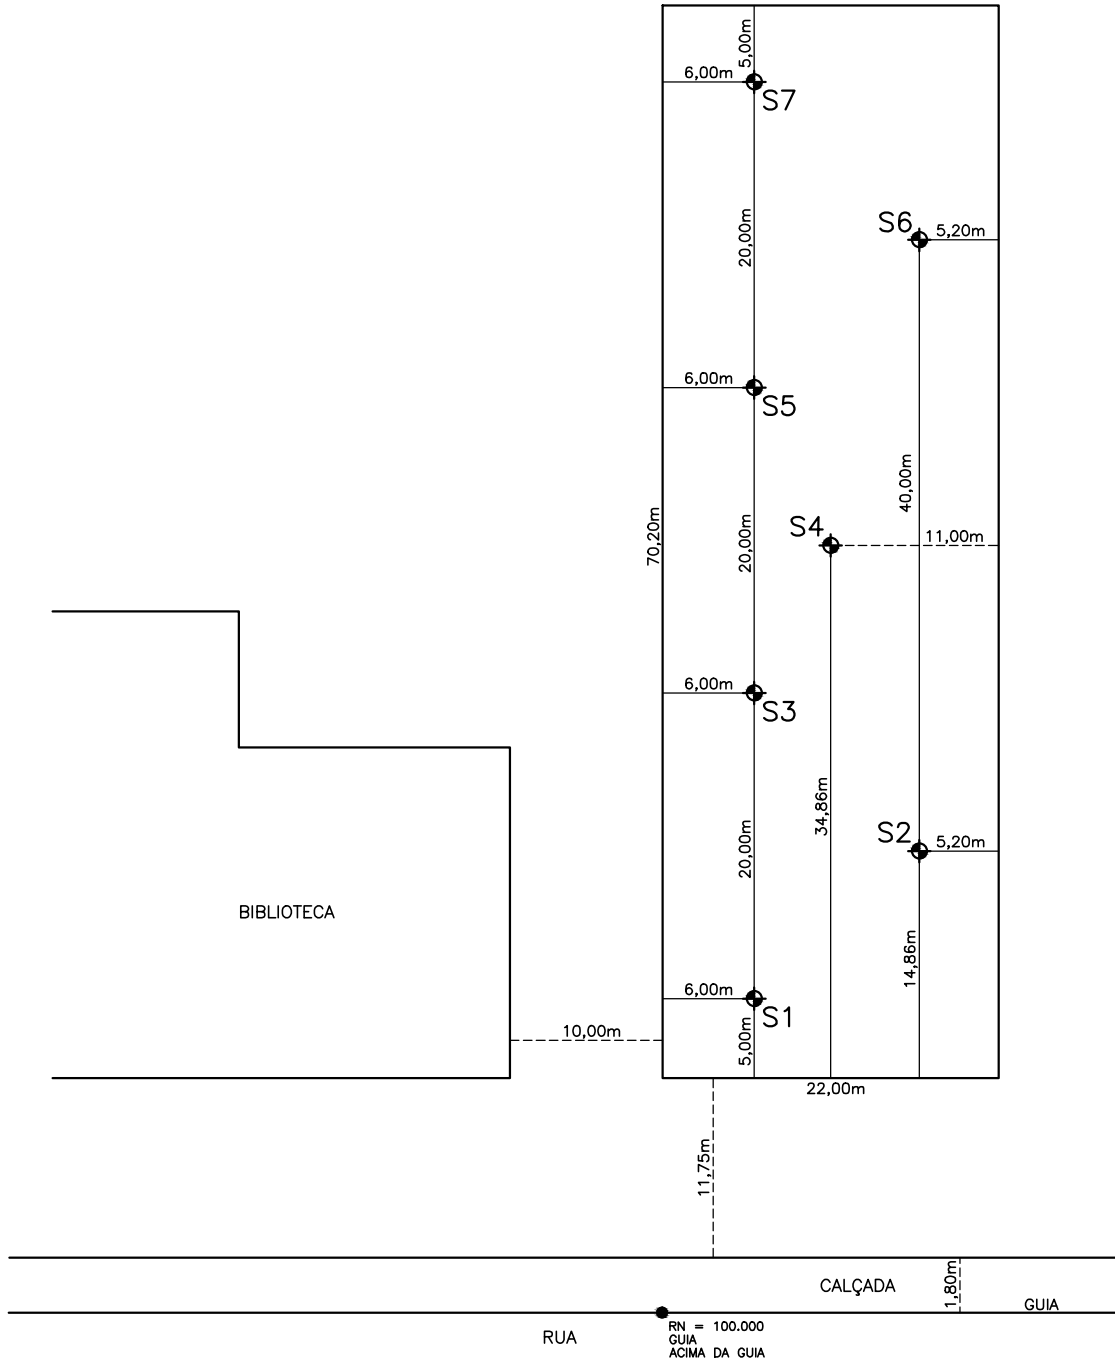 5,00m
6,00m
S7
20,00m
S6
5,20m
6,00m
S5
40,00m
70,20m
20,00m
S4
11,00m
6,00m
S3
34,86m
20,00m
S2
5,20m
BIBLIOTECA
14,86m
6,00m
S1
5,00m
10,00m
22,00m
11,75m
CALÇADA
1,80m
GUIA
RUA
RN = 100.000
GUIA
ACIMA DA GUIA